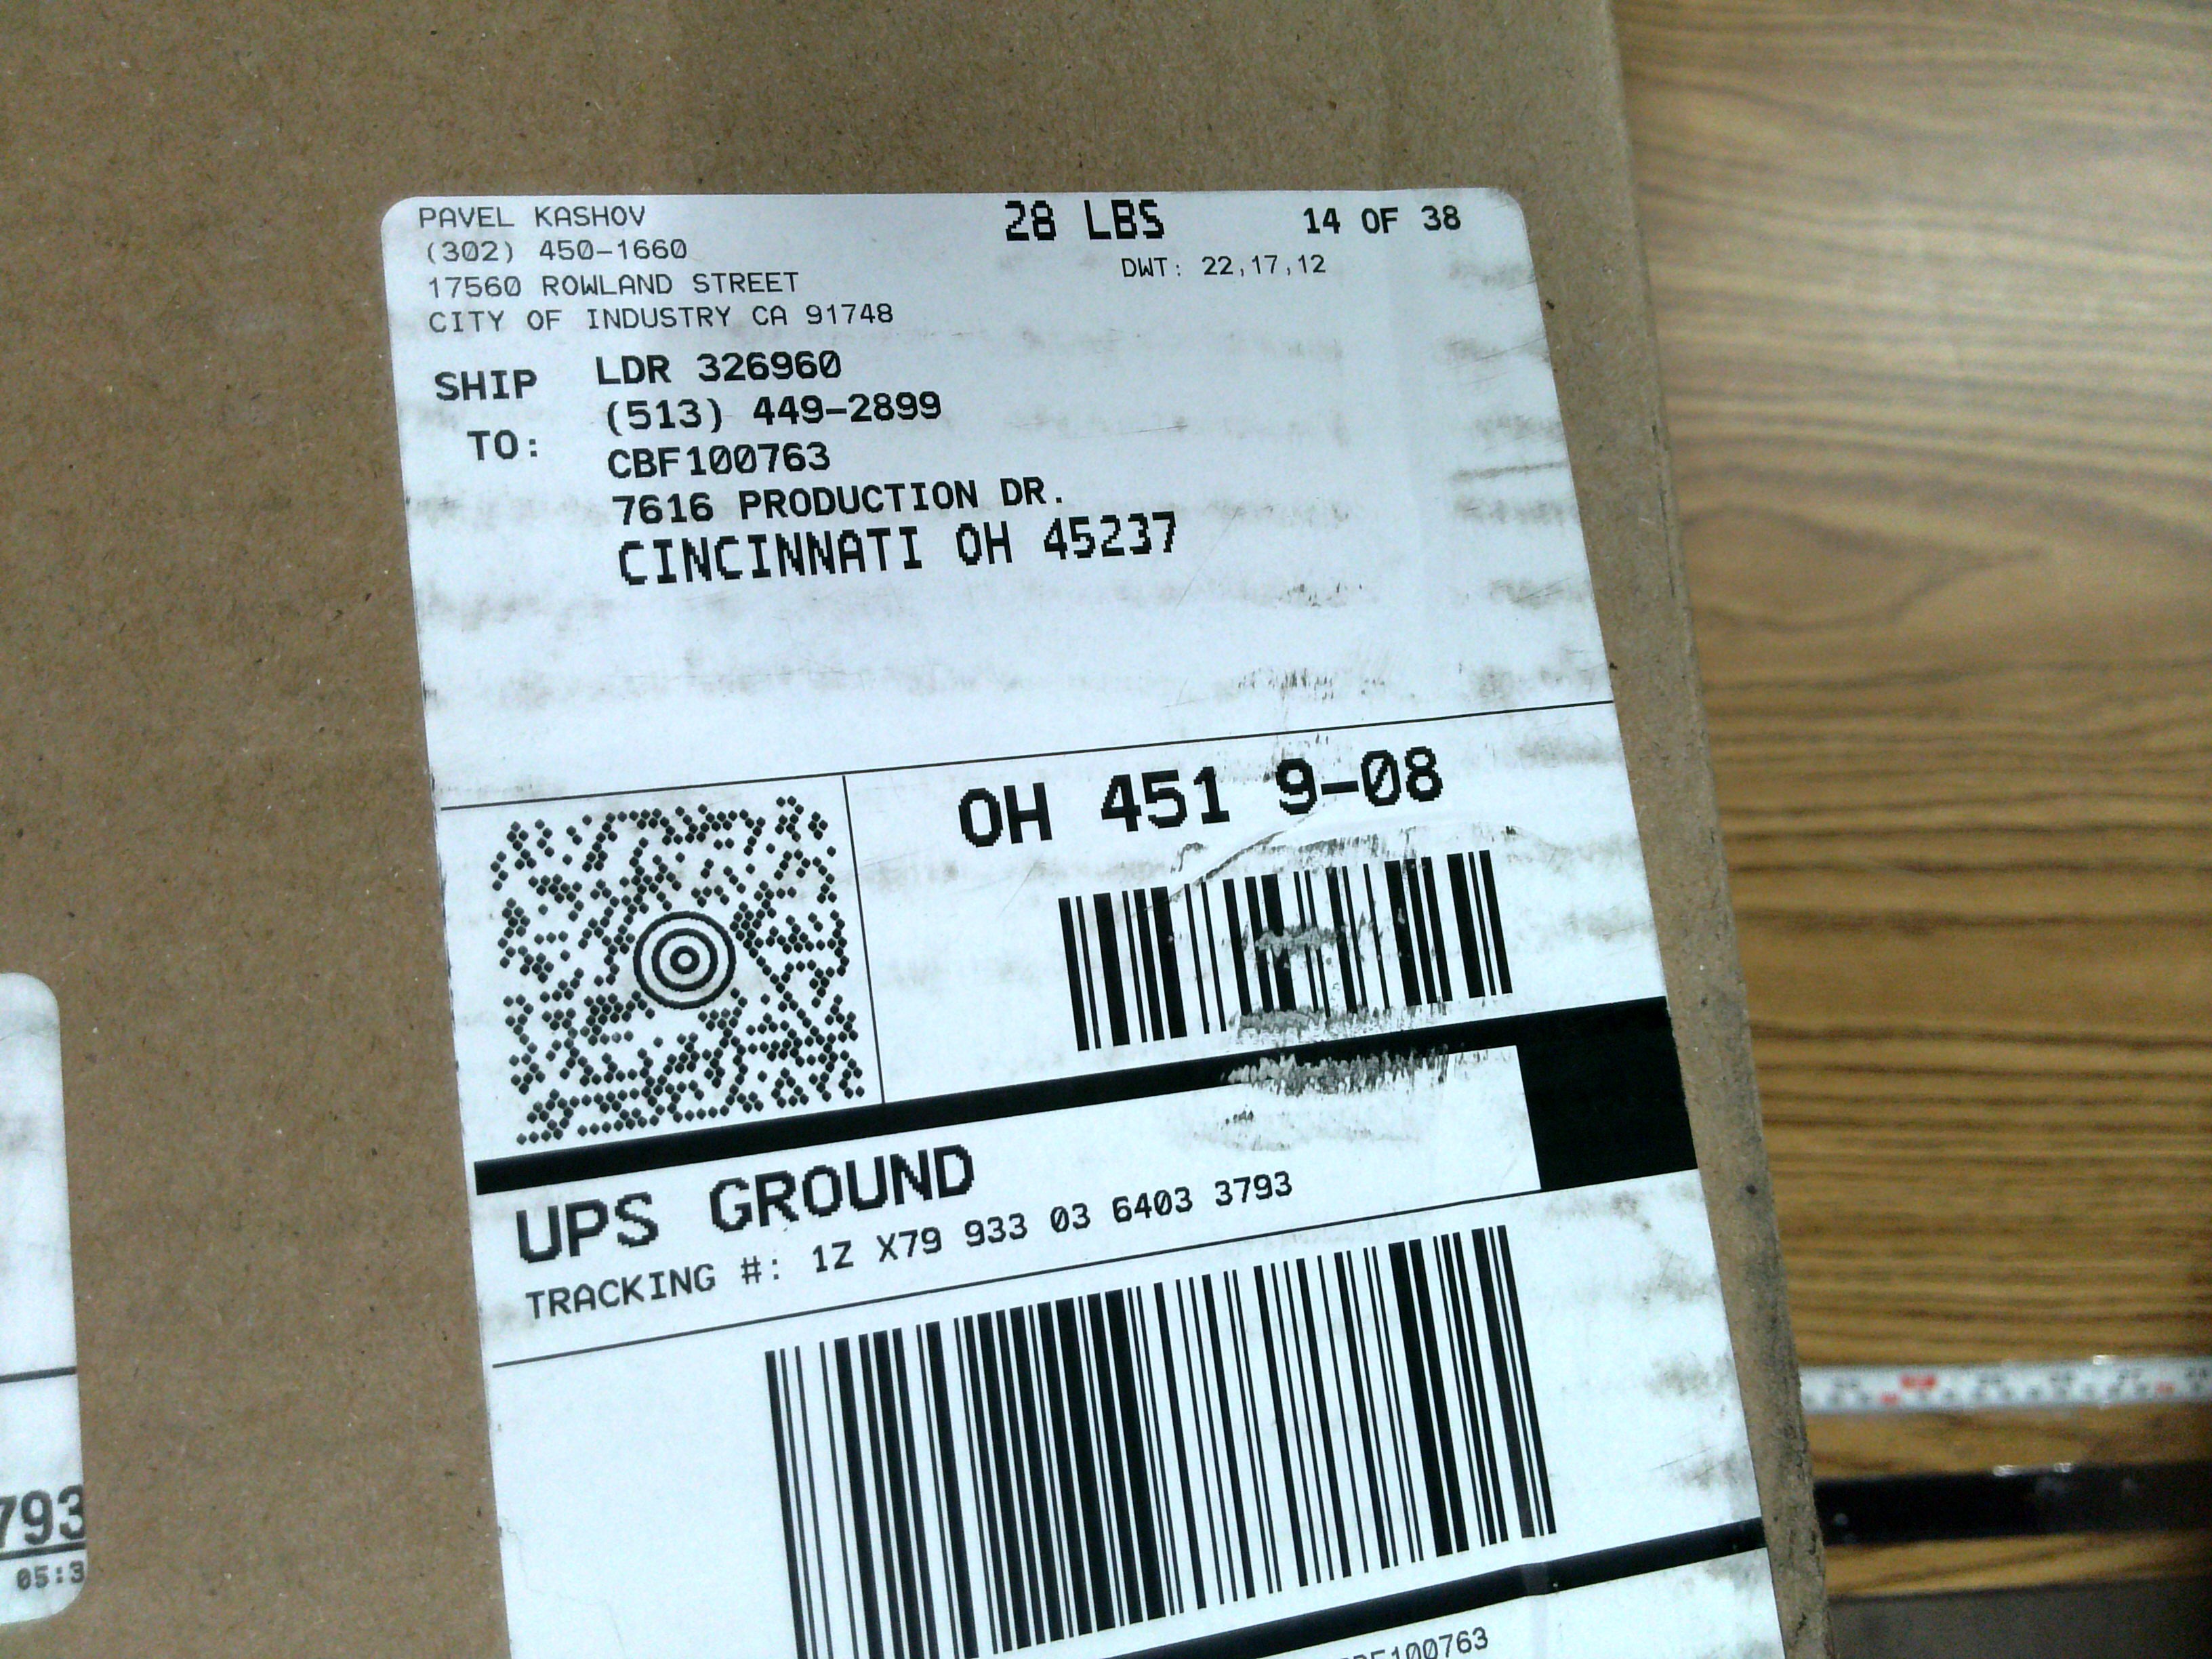 PAVEL KASHOV
(302) 450-1660
17560 ROWLAND STREET
CITY OF INDUSTRY CA 91748
28 LBS 14 OF 38
DWT: 22,17,12
SHIP TO:
LDR 326960
(513) 449-2899
CBF100763
7616 PRODUCTION DR.
CINCINNATI OH 45237
OH 451 9-08
UPS GROUND
TRACKING #: 1Z X79 933 03 6403 3793
793
05:3